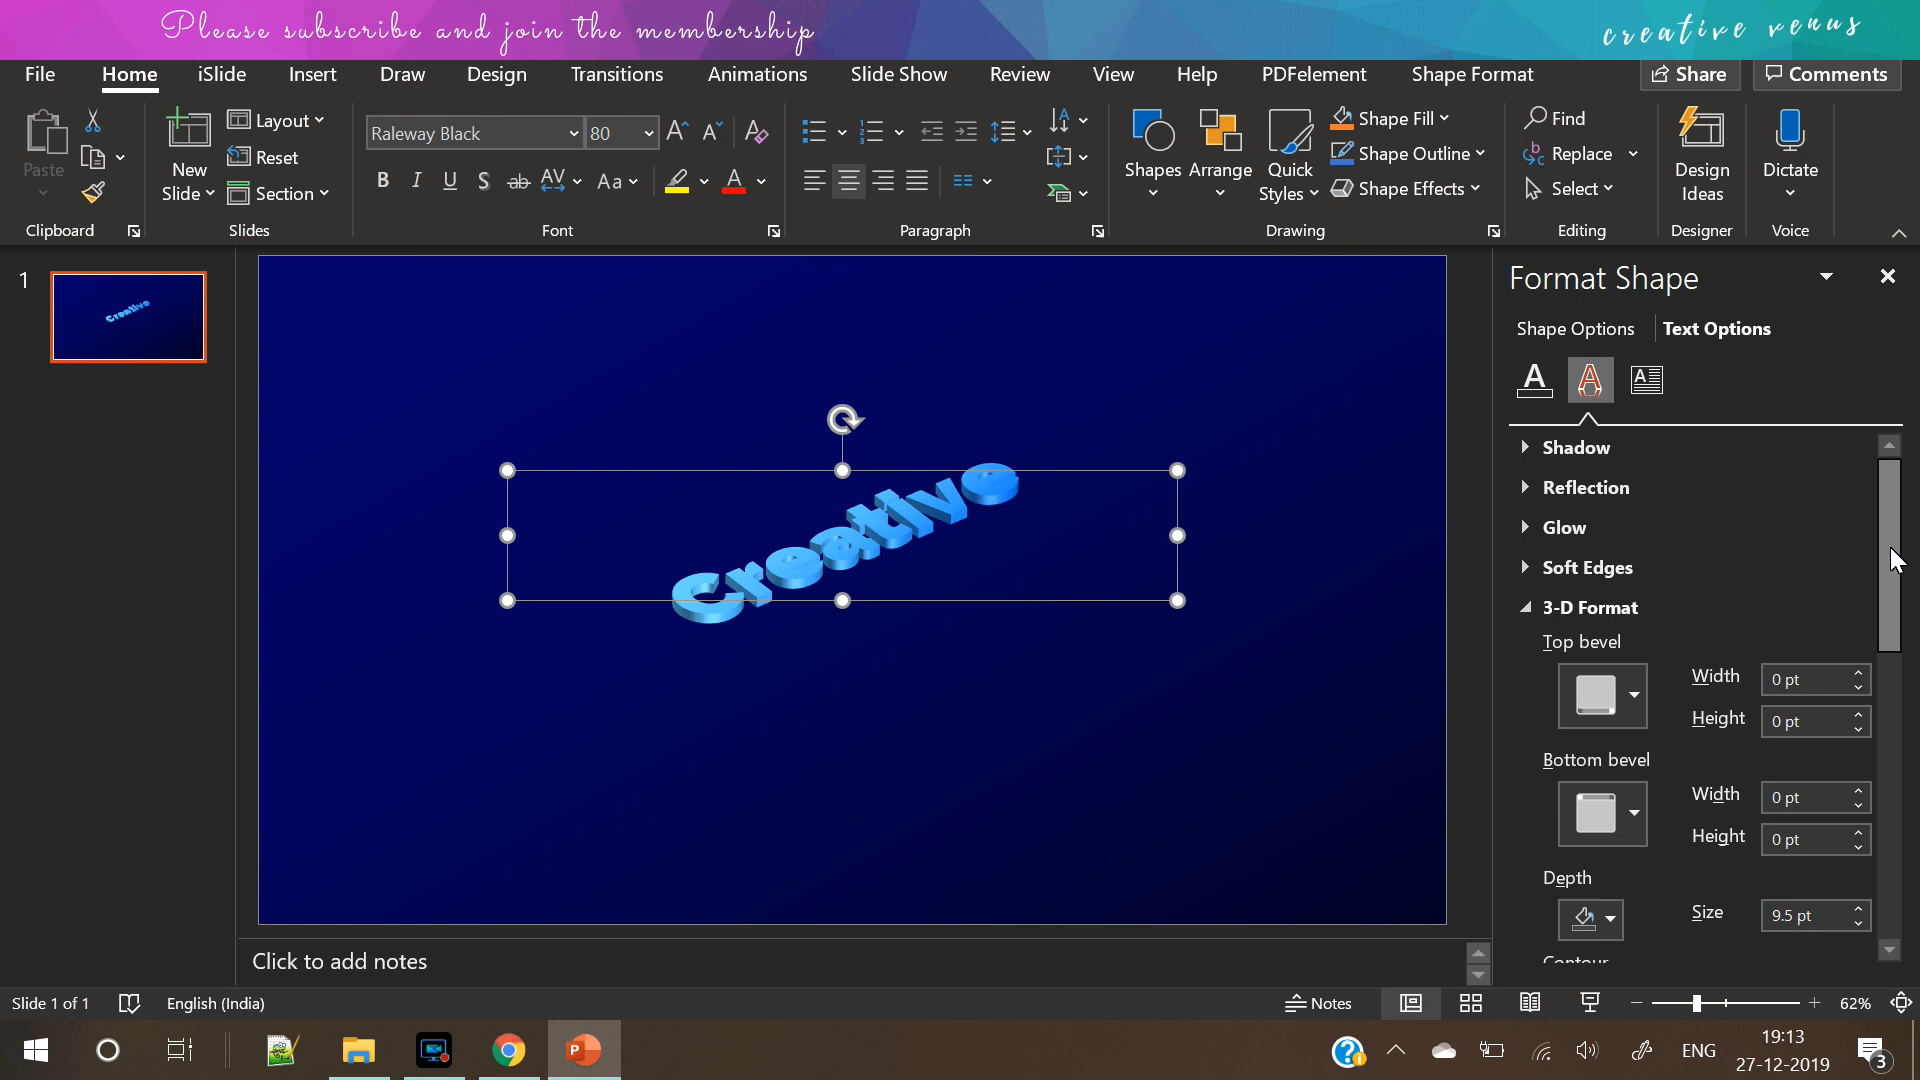 Please subscribe and join the membership
creative venus
File Home iSlide Insert Draw Design Transitions Animations Slide Show Review View Help PDFelement Shape Format Share Comments
Paste
New Slide
Layout
Reset
Section
Raleway Black 80
Shapes
Arrange
Quick Styles
Shape Fill
Shape Outline
Shape Effects
Find
Replace
Select
Design Ideas
Dictate
Clipboard Slides Font Paragraph Drawing Editing Designer Voice
1
Creative
Creative
Format Shape
Shape Options Text Options
Shadow
Reflection
Glow
Soft Edges
3-D Format
Top bevel
Width 0 pt
Height 0 pt
Bottom bevel
Width 0 pt
Height 0 pt
Depth
Size 9.5 pt
Contour
Click to add notes
Slide 1 of 1 English (India) Notes 62%
ENG
19:13
27-12-2019
3